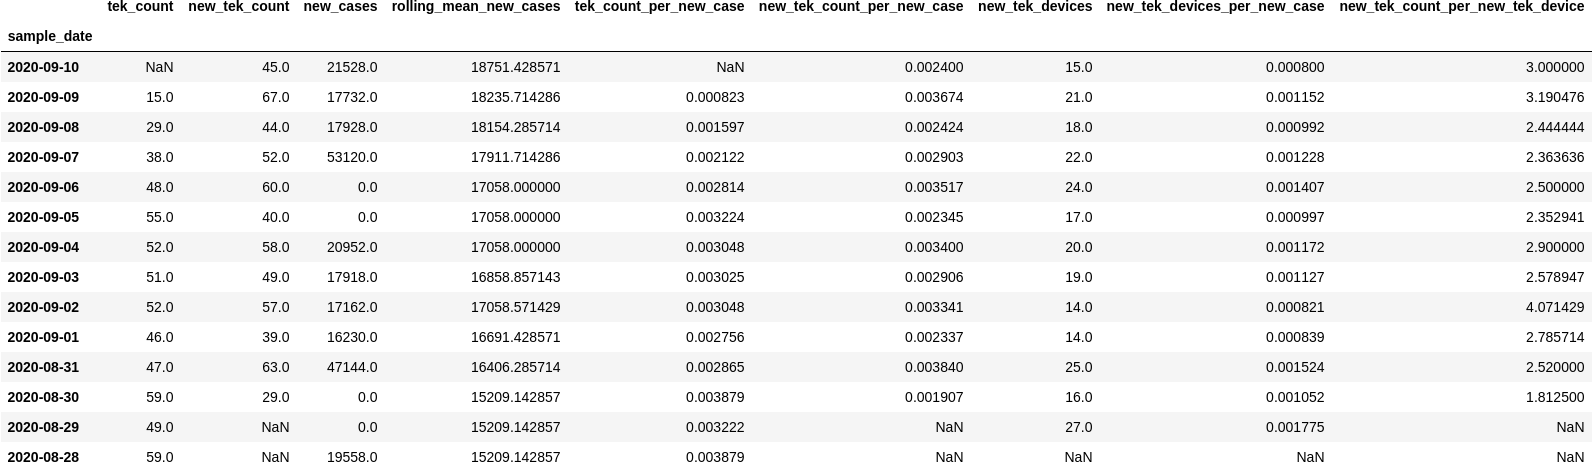 tek_count new_tek_count new_cases rolling_mean_new_cases tek_count_per_new_case new_tek_count_per_new_case new_tek_devices new_tek_devices_per_new_case new_tek_count_per_new_tek_device
sample_date
2020-09-10 NaN 45.0 21528.0 18751.428571 NaN 0.002400 15.0 0.000800 3.000000
2020-09-09 15.0 67.0 17732.0 18235.714286 0.000823 0.003674 21.0 0.001152 3.190476
2020-09-08 29.0 44.0 17928.0 18154.285714 0.001597 0.002424 18.0 0.000992 2.444444
2020-09-07 38.0 52.0 53120.0 17911.714286 0.002122 0.002903 22.0 0.001228 2.363636
2020-09-06 48.0 60.0 0.0 17058.000000 0.002814 0.003517 24.0 0.001407 2.500000
2020-09-05 55.0 40.0 0.0 17058.000000 0.003224 0.002345 17.0 0.000997 2.352941
2020-09-04 52.0 58.0 20952.0 17058.000000 0.003048 0.003400 20.0 0.001172 2.900000
2020-09-03 51.0 49.0 17918.0 16858.857143 0.003025 0.002906 19.0 0.001127 2.578947
2020-09-02 52.0 57.0 17162.0 17058.571429 0.003048 0.003341 14.0 0.000821 4.071429
2020-09-01 46.0 39.0 16230.0 16691.428571 0.002756 0.002337 14.0 0.000839 2.785714
2020-08-31 47.0 63.0 47144.0 16406.285714 0.002865 0.003840 25.0 0.001524 2.520000
2020-08-30 59.0 29.0 0.0 15209.142857 0.003879 0.001907 16.0 0.001052 1.812500
2020-08-29 49.0 NaN 0.0 15209.142857 0.003222 NaN 27.0 0.001775 NaN
2020-08-28 59.0 NaN 19558.0 15209.142857 0.003879 NaN NaN NaN NaN